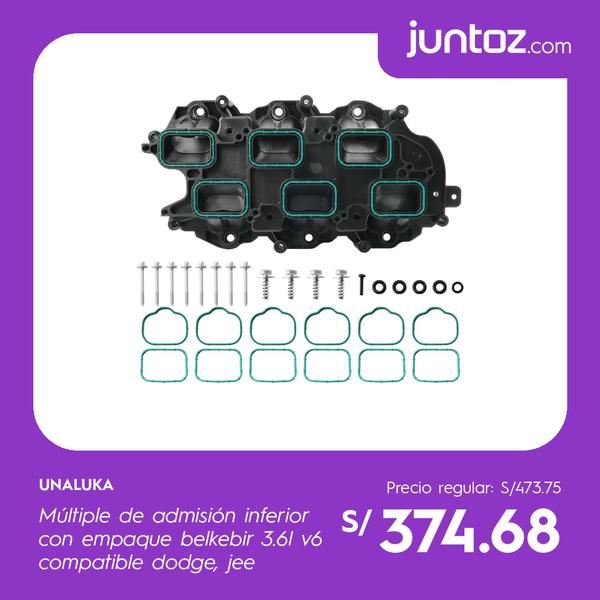 juntoz.com
UNALUKA
Múltiple de admisión inferior
con empaque belkebir 3.6l v6
compatible dodge, jee
Precio regular: S/473.75
S/374.68